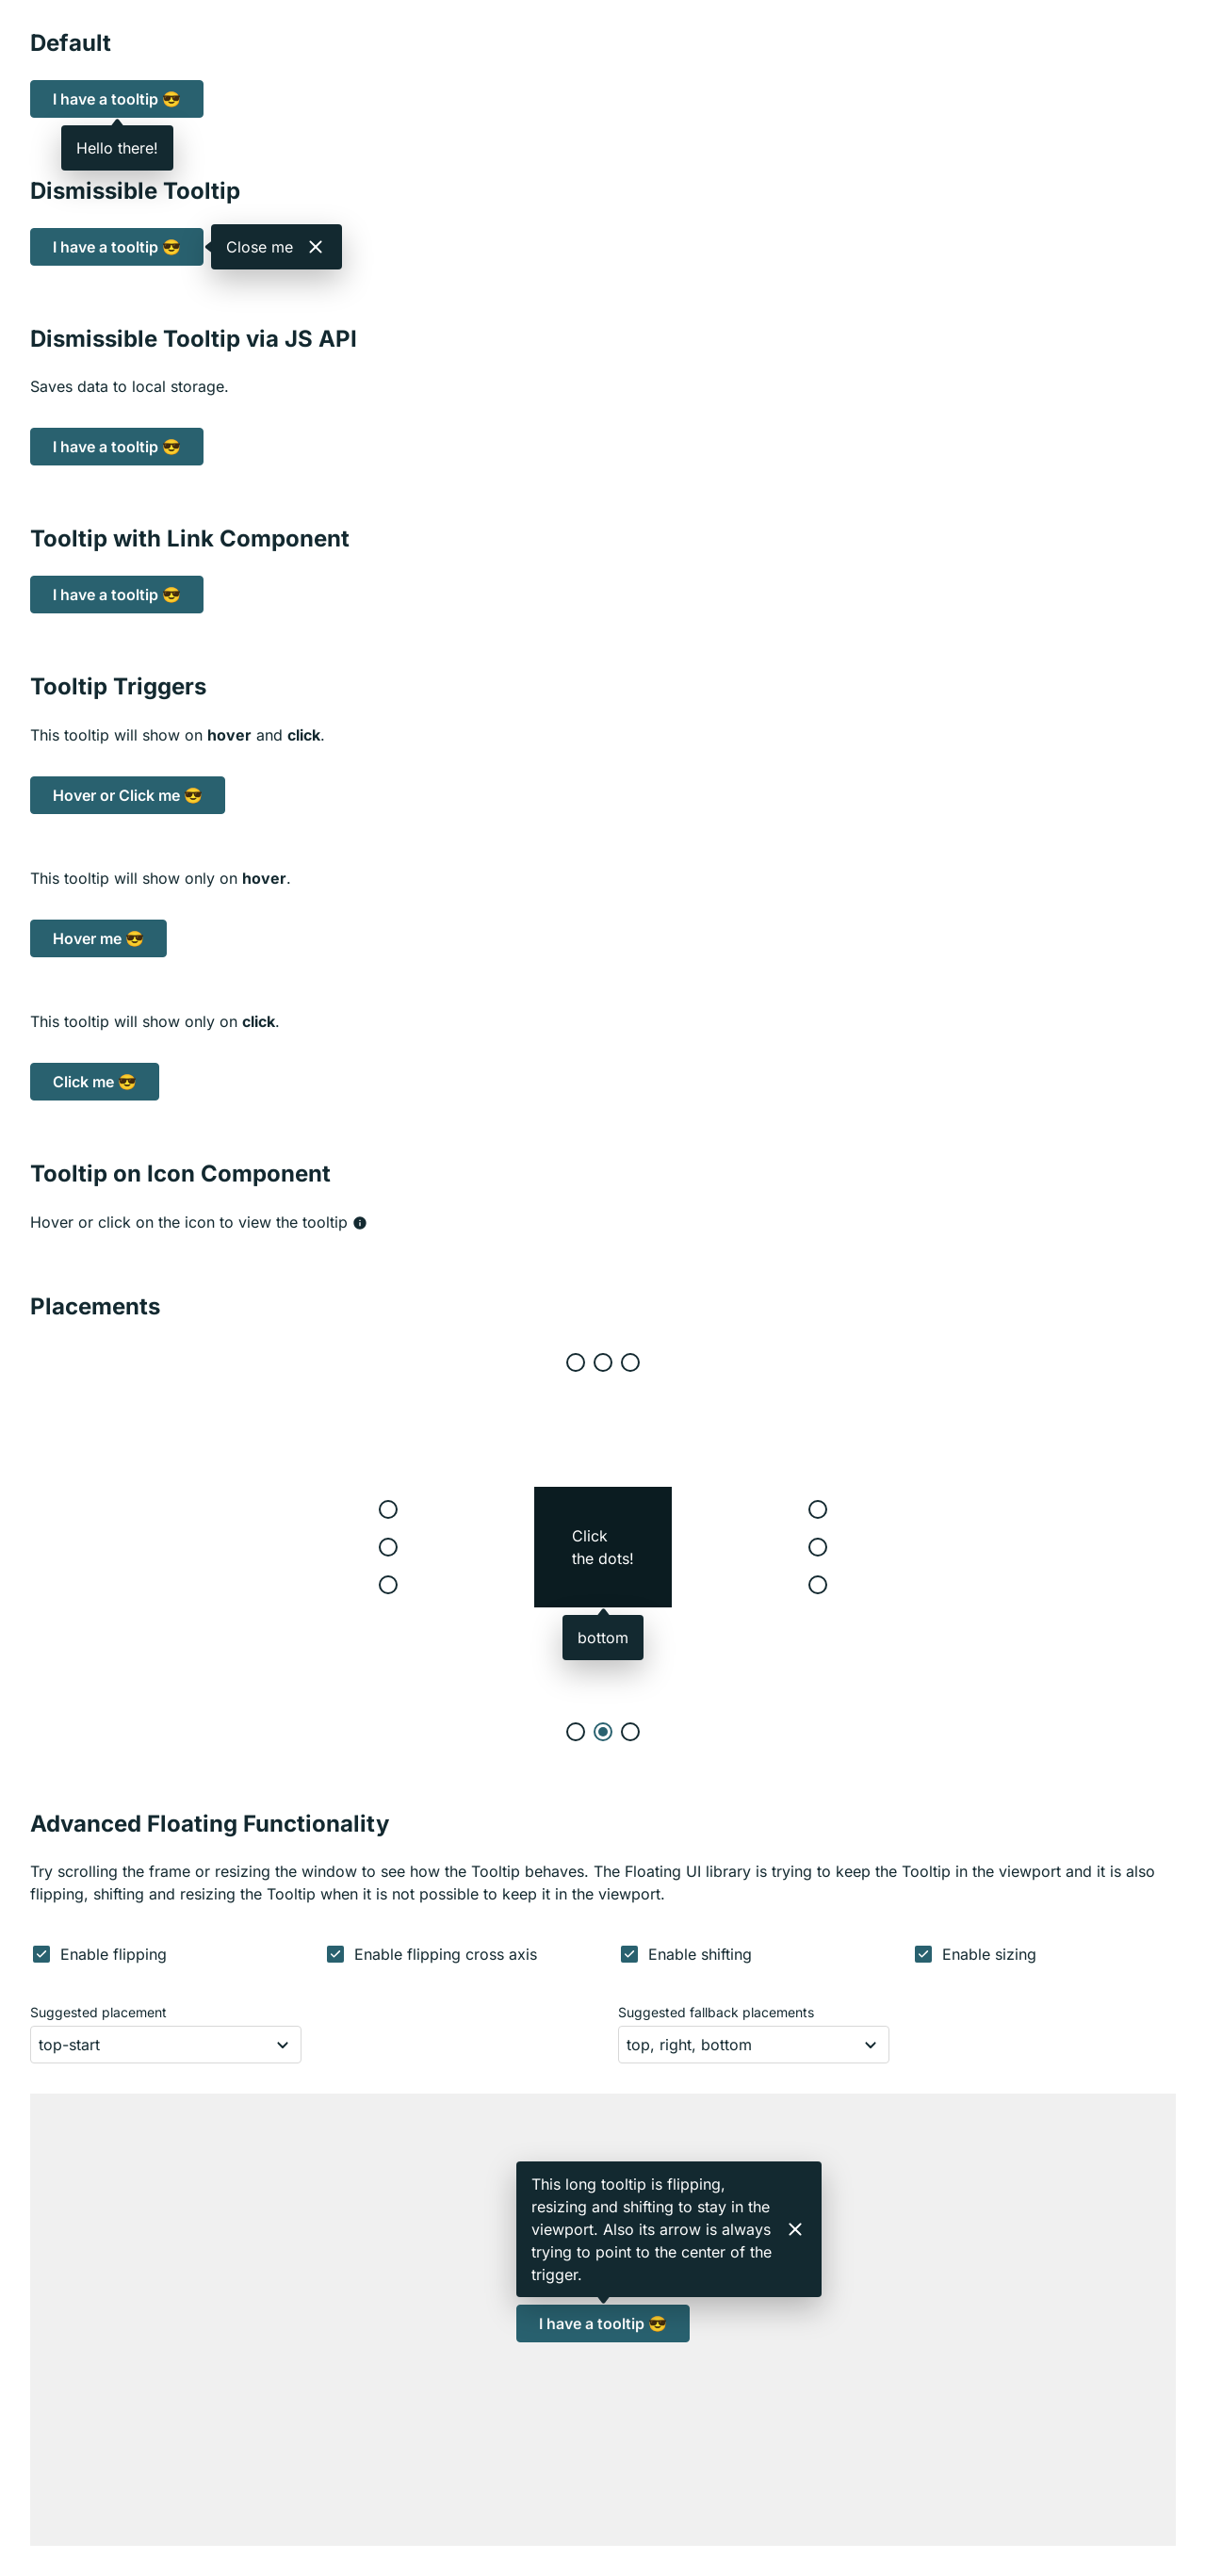 Default
I have a tooltip 😎
Hello there!
Dismissible Tooltip
I have a tooltip 😎
Close me
Dismissible Tooltip via JS API
Saves data to local storage.
I have a tooltip 😎
Tooltip with Link Component
I have a tooltip 😎
Tooltip Triggers
This tooltip will show on hover and click.
Hover or Click me 😎
This tooltip will show only on hover.
Hover me 😎
This tooltip will show only on click.
Click me 😎
Tooltip on Icon Component
Hover or click on the icon to view the tooltip
Placements
Click
the dots!
bottom
Advanced Floating Functionality
Try scrolling the frame or resizing the window to see how the Tooltip behaves. The Floating UI library is trying to keep the Tooltip in the viewport and it is also
flipping, shifting and resizing the Tooltip when it is not possible to keep it in the viewport.
Enable flipping
Enable flipping cross axis
Enable shifting
Enable sizing
Suggested placement
top-start
Suggested fallback placements
top, right, bottom
This long tooltip is flipping,
resizing and shifting to stay in the
viewport. Also its arrow is always
trying to point to the center of the
trigger.
I have a tooltip 😎